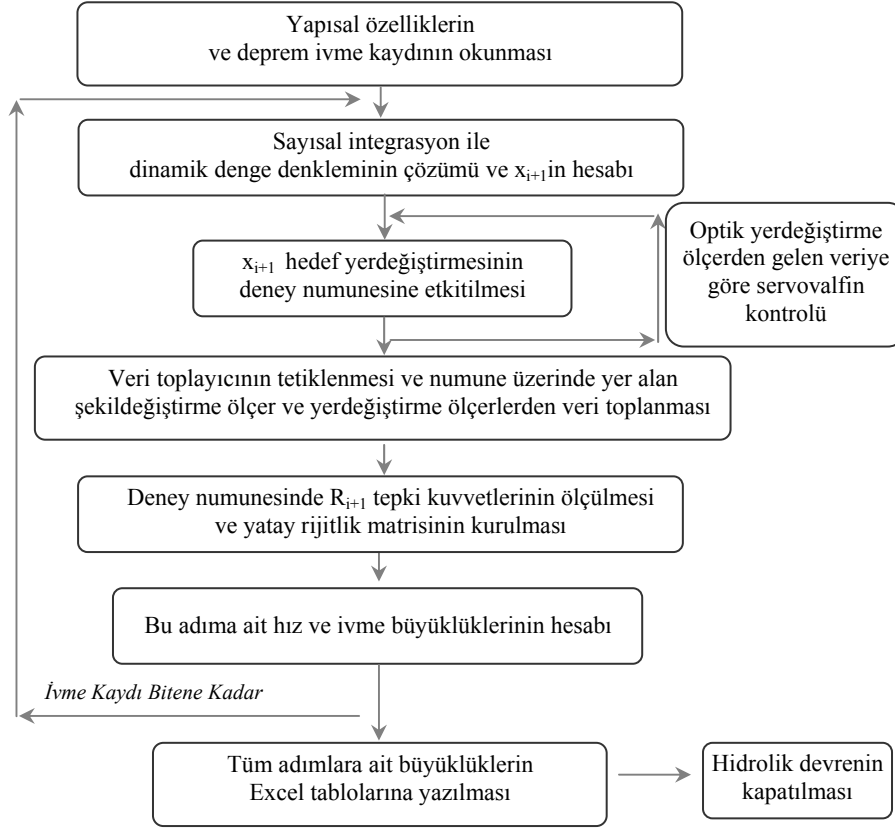 Yapısal özelliklerin
ve deprem ivme kaydının okunması
Sayısal integrasyon ile
dinamik denge denkleminin çözümü ve xi+1in hesabı
xi+1 hedef yerdeğiştirmesinin
deney numunesine etkitilmesi
Optik yerdeğiştirme
ölçerden gelen veriye
göre servovalfin
kontrolü
Veri toplayıcının tetiklenmesi ve numune üzerinde yer alan
şekildeğiştirme ölçer ve yerdeğiştirme ölçerlerden veri toplanması
Deney numunesinde Ri+1 tepki kuvvetlerinin ölçülmesi
ve yatay rijitlik matrisinin kurulması
Bu adıma ait hız ve ivme büyüklüklerinin hesabı
İvme Kaydı Bitene Kadar
Tüm adımlara ait büyüklüklerin
Excel tablolarına yazılması
Hidrolik devrenin
kapatılması